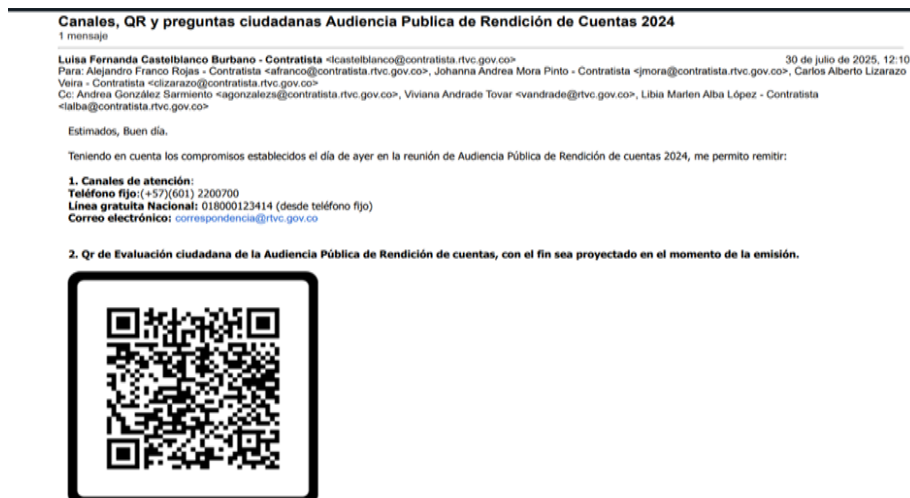 Canales, QR y preguntas ciudadanas Audiencia Publica de Rendición de Cuentas 2024
1 mensaje
Luisa Fernanda Castelblanco Burbano - Contratista <lcastelblanco@contratista.rtvc.gov.co> 30 de julio de 2025, 12:10
Para: Alejandro Franco Rojas - Contratista <afranco@contratista.rtvc.gov.co>, Johanna Andrea Mora Pinto - Contratista <jmora@contratista.rtvc.gov.co>, Carlos Alberto Lizarazo
Veira - Contratista <clizarazo@contratista.rtvc.gov.co>
Cc: Andrea González Sarmiento <agonzalezs@contratista.rtvc.gov.co>, Viviana Andrade Tovar <vandrade@rtvc.gov.co>, Libia Marlen Alba López - Contratista
<lalba@contratista.rtvc.gov.co>
Estimados, Buen día.
Teniendo en cuenta los compromisos establecidos el día de ayer en la reunión de Audiencia Pública de Rendición de cuentas 2024, me permito remitir:
1. Canales de atención:
Teléfono fijo:(+57)(601) 2200700
Línea gratuita Nacional: 018000123414 (desde teléfono fijo)
Correo electrónico: correspondencia@rtvc.gov.co
2. Qr de Evaluación ciudadana de la Audiencia Pública de Rendición de cuentas, con el fin sea proyectado en el momento de la emisión.